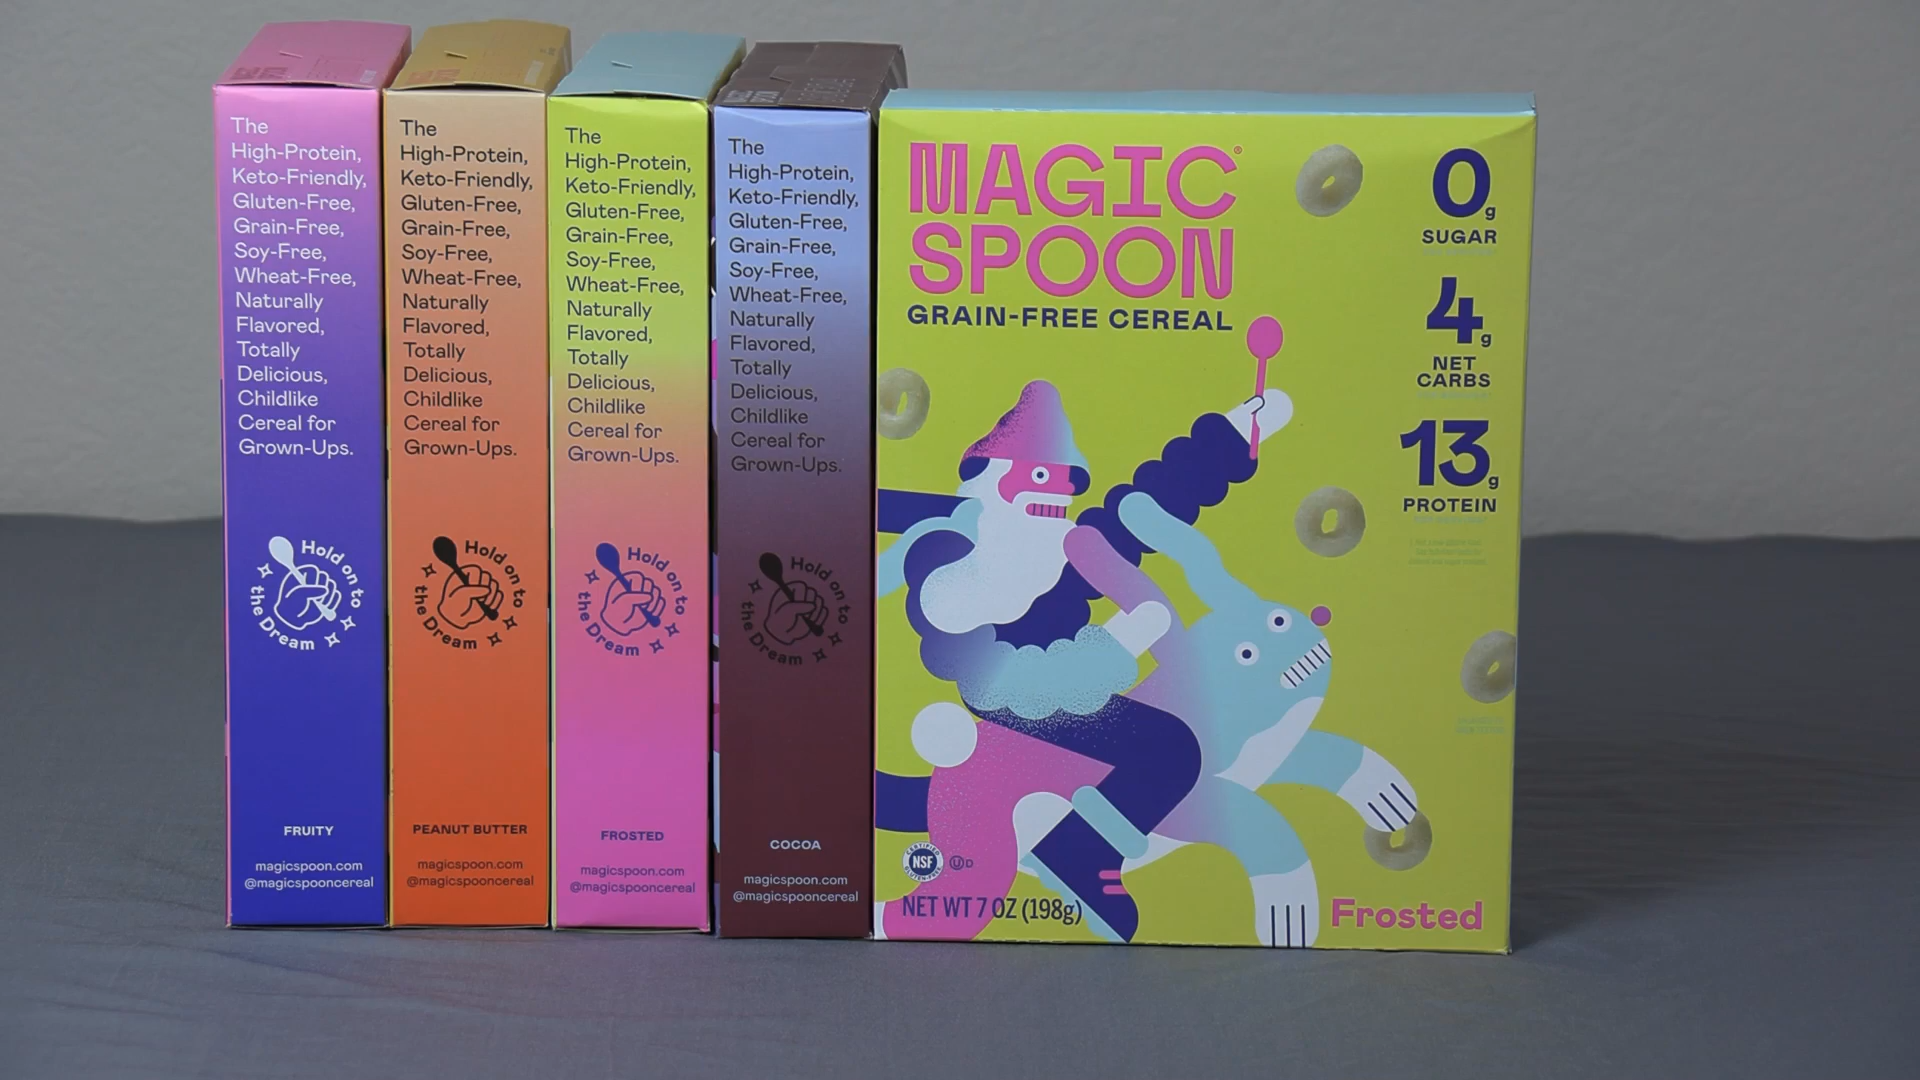 The
High-Protein,
Keto-Friendly,
Gluten-Free,
Grain-Free,
Soy-Free,
Wheat-Free,
Naturally
Flavored,
Totally
Delicious,
Childlike
Cereal for
Grown-Ups.
Hold on to
the Dream
FRUITY
magicspoon.com
@magicspooncereal
The
High-Protein,
Keto-Friendly,
Gluten-Free,
Grain-Free,
Soy-Free,
Wheat-Free,
Naturally
Flavored,
Totally
Delicious,
Childlike
Cereal for
Grown-Ups.
Hold on to
the Dream
PEANUT BUTTER
magicspoon.com
@magicspooncereal
The
High-Protein,
Keto-Friendly,
Gluten-Free,
Grain-Free,
Soy-Free,
Wheat-Free,
Naturally
Flavored,
Totally
Delicious,
Childlike
Cereal for
Grown-Ups.
Hold on to
the Dream
FROSTED
magicspoon.com
@magicspooncereal
The
High-Protein,
Keto-Friendly,
Gluten-Free,
Grain-Free,
Soy-Free,
Wheat-Free,
Naturally
Flavored,
Totally
Delicious,
Childlike
Cereal for
Grown-Ups.
Hold on to
the Dream
COCOA
magicspoon.com
@magicspooncereal
MAGIC®
SPOON
GRAIN-FREE CEREAL
0g
SUGAR
4g
NET
CARBS
13g
PROTEIN
CERTIFIED
NSF
GLUTEN-FREE
U D
NET WT 7 OZ (198g)
Frosted